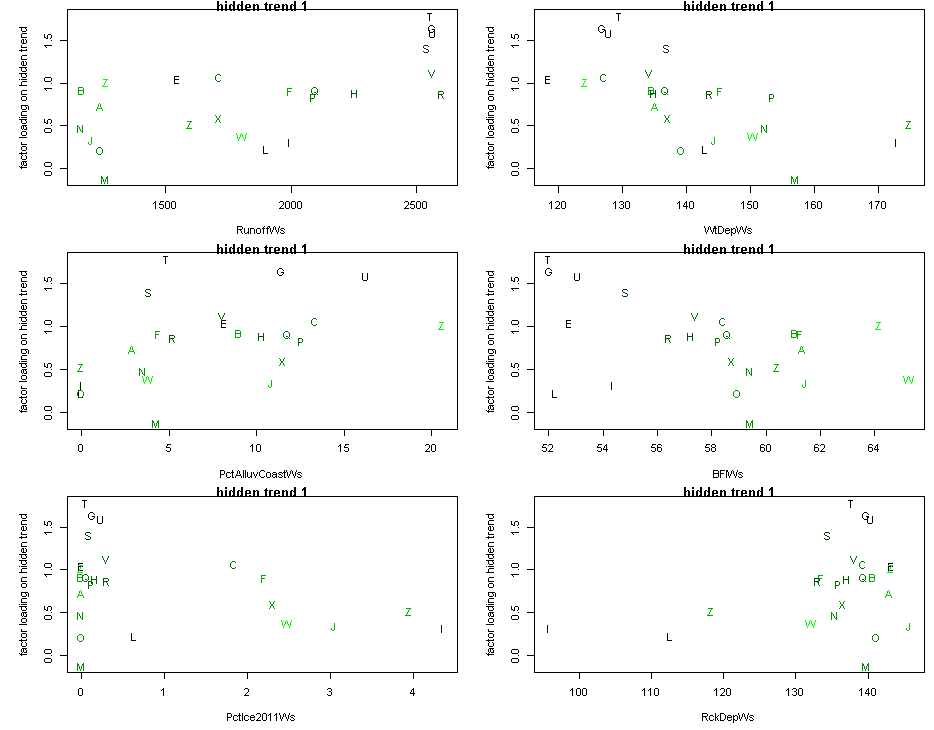 hidden trend 1
factor loading on hidden trend
0.0 0.5 1.0 1.5
T
G
U
S
V
Z E C
B F Q P H R
A
X
N Z
W
J I
O L
M
1500 2000 2500
RunoffWs
hidden trend 1
factor loading on hidden trend
0.0 0.5 1.0 1.5
T
G
U
S
V
E Z C
B H Q R F P
A
X
N Z
W
J I
O L
M
120 130 140 150 160 170
WtDepWs
hidden trend 1
factor loading on hidden trend
0.0 0.5 1.0 1.5
T
G
U
S
V
E C Z
F R B H Q P
A
X
Z N
W
I J
O
M
0 5 10 15 20
PctAlluvCoastWs
hidden trend 1
factor loading on hidden trend
0.0 0.5 1.0 1.5
T
G
U
S
V
E C Z
R H P Q B F
A
X
N Z
W
I J
L O
M
52 54 56 58 60 62 64
BFIWs
hidden trend 1
factor loading on hidden trend
0.0 0.5 1.0 1.5
T
G U
S
V
E C
B Q P H R F
A
X
N Z
W
J I
O L
M
0 1 2 3 4
PctIce2011Ws
hidden trend 1
factor loading on hidden trend
0.0 0.5 1.0 1.5
T
G U
S
V
C E
R F P H Q B
A
X
Z N
W
I J
L O
M
100 110 120 130 140
RckDepWs